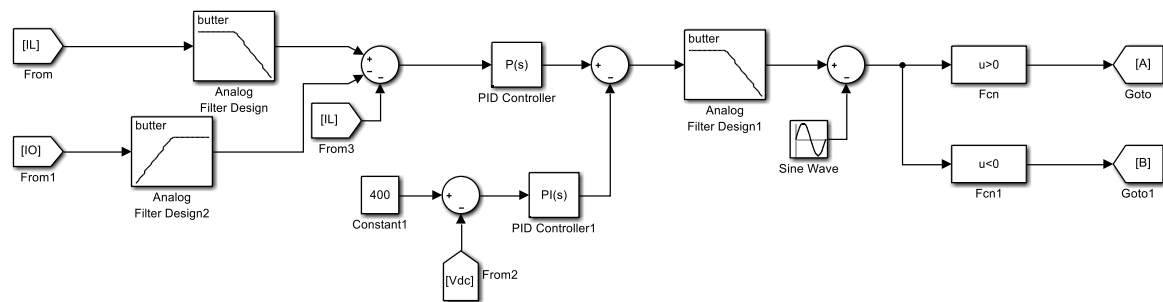 butter
[IL]
From
Analog
Filter Design
+
−
−
[IL]
From3
butter
[IO]
From1
Analog
Filter Design2
P(s)
PID Controller
+
−
400
Constant1
+
−
[Vdc]
From2
PI(s)
PID Controller1
butter
Analog
Filter Design1
+
−
Sine Wave
u>0
Fcn
[A]
Goto
u<0
Fcn1
[B]
Goto1